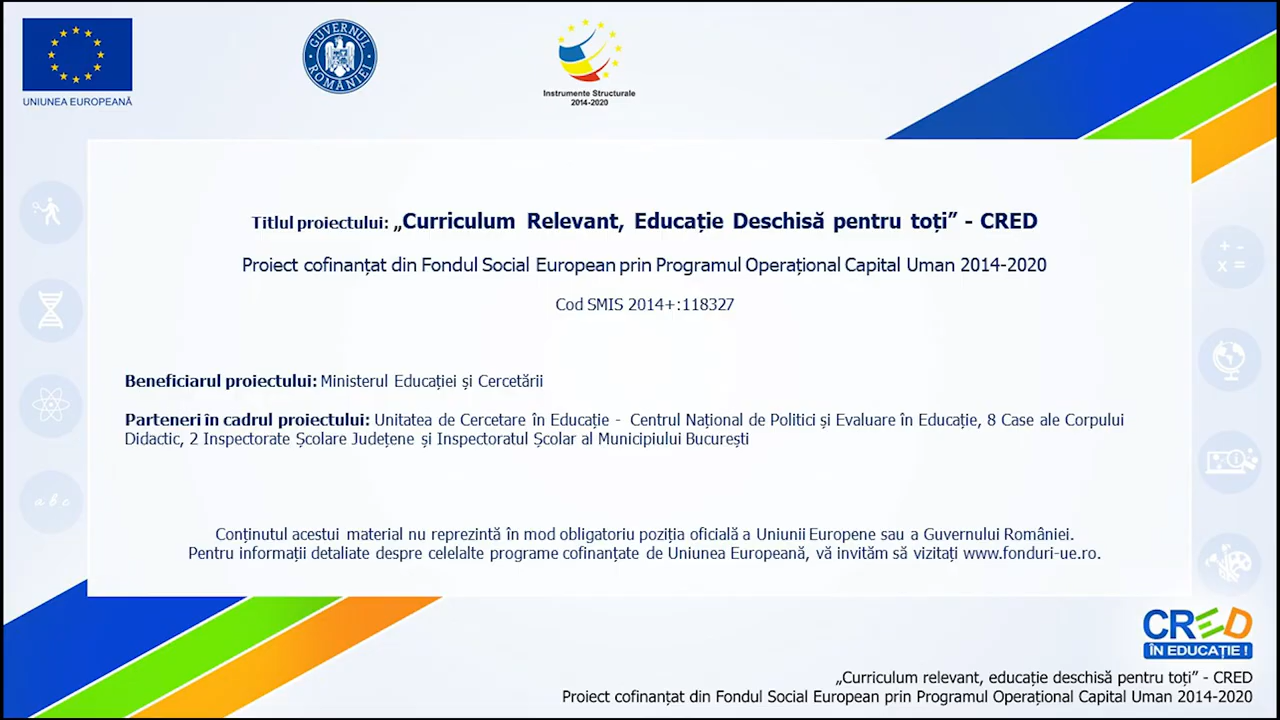 UNIUNEA EUROPEANĂ
GUVERNUL ROMÂNIEI
Instrumente Structurale
2014-2020
Titlul proiectului: „Curriculum Relevant, Educație Deschisă pentru toți” - CRED
Proiect cofinanțat din Fondul Social European prin Programul Operațional Capital Uman 2014-2020
Cod SMIS 2014+:118327
Beneficiarul proiectului: Ministerul Educației și Cercetării
Parteneri în cadrul proiectului: Unitatea de Cercetare în Educație - Centrul Național de Politici și Evaluare în Educație, 8 Case ale Corpului
Didactic, 2 Inspectorate Școlare Județene și Inspectoratul Școlar al Municipiului București
a b c
+ -
x =
Conținutul acestui material nu reprezintă în mod obligatoriu poziția oficială a Uniunii Europene sau a Guvernului României.
Pentru informații detaliate despre celelalte programe cofinanțate de Uniunea Europeană, vă invităm să vizitați www.fonduri-ue.ro.
CRED
ÎN EDUCAȚIE !
„Curriculum relevant, educație deschisă pentru toți” - CRED
Proiect cofinanțat din Fondul Social European prin Programul Operațional Capital Uman 2014-2020